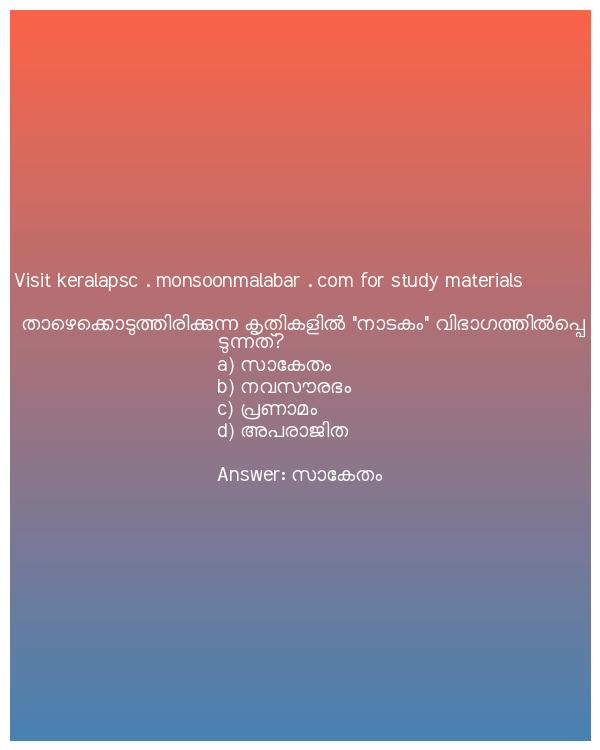 Visit keralapsc . monsoonmalabar . com for study materials
താഴെക്കൊടുത്തിരിക്കുന്ന കൃതികളിൽ "നാടകം" വിഭാഗത്തിൽപ്പെ
ടുന്നത്?
a) സാകേതം
b) നവസൗരഭം
c) പ്രണാമം
d) അപരാജിത
Answer: സാകേതം